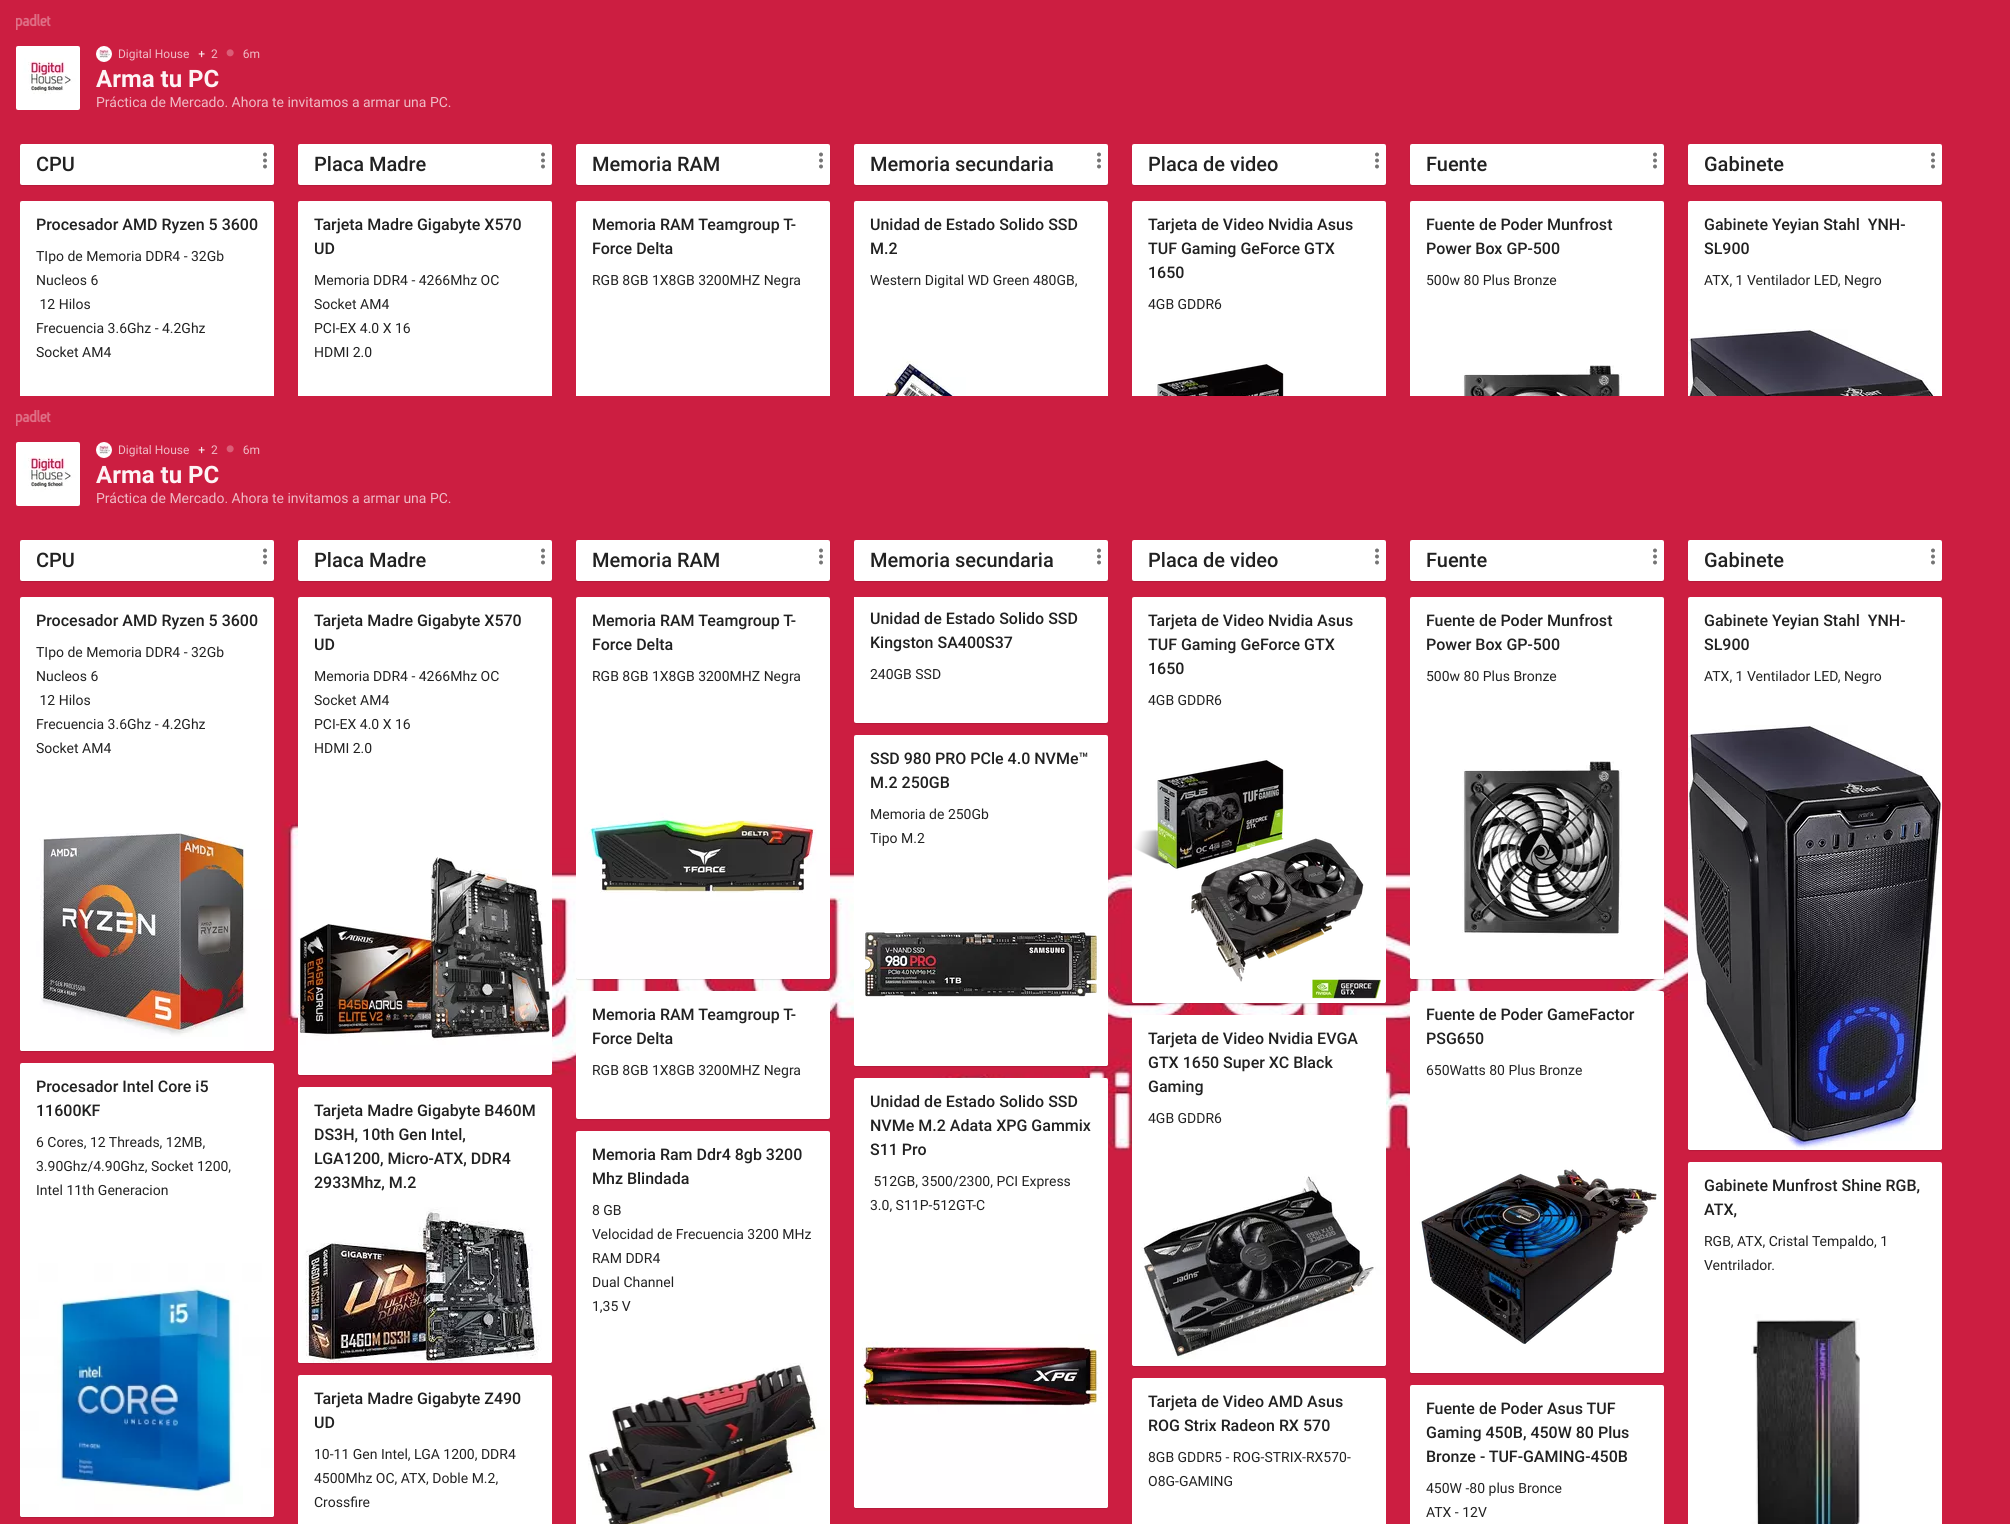 padlet
Digital
House>
Coding School
Digital House + 2 • 6m
Arma tu PC
Práctica de Mercado. Ahora te invitamos a armar una PC.
CPU
Procesador AMD Ryzen 5 3600
TIpo de Memoria DDR4 - 32Gb
Nucleos 6
12 Hilos
Frecuencia 3.6Ghz - 4.2Ghz
Socket AM4
Placa Madre
Tarjeta Madre Gigabyte X570
UD
Memoria DDR4 - 4266Mhz OC
Socket AM4
PCI-EX 4.0 X 16
HDMI 2.0
Memoria RAM
Memoria RAM Teamgroup T-
Force Delta
RGB 8GB 1X8GB 3200MHZ Negra
Memoria secundaria
Unidad de Estado Solido SSD
M.2
Western Digital WD Green 480GB,
Placa de video
Tarjeta de Video Nvidia Asus
TUF Gaming GeForce GTX
1650
4GB GDDR6
Fuente
Fuente de Poder Munfrost
Power Box GP-500
500w 80 Plus Bronze
Gabinete
Gabinete Yeyian Stahl YNH-
SL900
ATX, 1 Ventilador LED, Negro
padlet
Digital
House>
Coding School
Digital House + 2 • 6m
Arma tu PC
Práctica de Mercado. Ahora te invitamos a armar una PC.
CPU
Procesador AMD Ryzen 5 3600
TIpo de Memoria DDR4 - 32Gb
Nucleos 6
12 Hilos
Frecuencia 3.6Ghz - 4.2Ghz
Socket AM4
AMD
AMD
RYZEN
RYZEN
5
Procesador Intel Core i5
11600KF
6 Cores, 12 Threads, 12MB,
3.90Ghz/4.90Ghz, Socket 1200,
Intel 11th Generacion
i5
intel
CORE
UNLOCKED
Placa Madre
Tarjeta Madre Gigabyte X570
UD
Memoria DDR4 - 4266Mhz OC
Socket AM4
PCI-EX 4.0 X 16
HDMI 2.0
AORUS
B450 AORUS
ELITE V2
B450 AORUS
ELITE V2
Tarjeta Madre Gigabyte B460M
DS3H, 10th Gen Intel,
LGA1200, Micro-ATX, DDR4
2933Mhz, M.2
GIGABYTE
UD
ULTRA
DURABLE
B460M DS3H
B460M DS3H
Tarjeta Madre Gigabyte Z490
UD
10-11 Gen Intel, LGA 1200, DDR4
4500Mhz OC, ATX, Doble M.2,
Crossfire
Memoria RAM
Memoria RAM Teamgroup T-
Force Delta
RGB 8GB 1X8GB 3200MHZ Negra
DELTA R
T-FORCE
Memoria RAM Teamgroup T-
Force Delta
RGB 8GB 1X8GB 3200MHZ Negra
Memoria Ram Ddr4 8gb 3200
Mhz Blindada
8 GB
Velocidad de Frecuencia 3200 MHz
RAM DDR4
Dual Channel
1,35 V
Memoria secundaria
Unidad de Estado Solido SSD
Kingston SA400S37
240GB SSD
SSD 980 PRO PCle 4.0 NVMe™
M.2 250GB
Memoria de 250Gb
Tipo M.2
V-NAND SSD
980 PRO
PCIe 4.0 NVMe M.2
SAMSUNG
1TB
Unidad de Estado Solido SSD
NVMe M.2 Adata XPG Gammix
S11 Pro
512GB, 3500/2300, PCI Express
3.0, S11P-512GT-C
XPG
Placa de video
Tarjeta de Video Nvidia Asus
TUF Gaming GeForce GTX
1650
4GB GDDR6
ASUS
TUF GAMING
GEFORCE
GTX
OC 4GB
NVIDIA
GEFORCE
GTX
Tarjeta de Video Nvidia EVGA
GTX 1650 Super XC Black
Gaming
4GB GDDR6
super
Tarjeta de Video AMD Asus
ROG Strix Radeon RX 570
8GB GDDR5 - ROG-STRIX-RX570-
O8G-GAMING
Fuente
Fuente de Poder Munfrost
Power Box GP-500
500w 80 Plus Bronze
Fuente de Poder GameFactor
PSG650
650Watts 80 Plus Bronze
Fuente de Poder Asus TUF
Gaming 450B, 450W 80 Plus
Bronze - TUF-GAMING-450B
450W -80 plus Bronce
ATX - 12V
Gabinete
Gabinete Yeyian Stahl YNH-
SL900
ATX, 1 Ventilador LED, Negro
Gabinete Munfrost Shine RGB,
ATX,
RGB, ATX, Cristal Tempaldo, 1
Ventrilador.